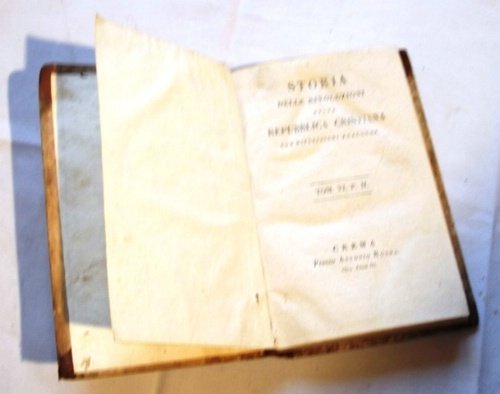 STORIA
DELLE RIVOLUZIONI
DELLA
REPUBBLICA CRISTIANA
TOM. VI. P. II.
CREMA
Presso Antonio Ronna